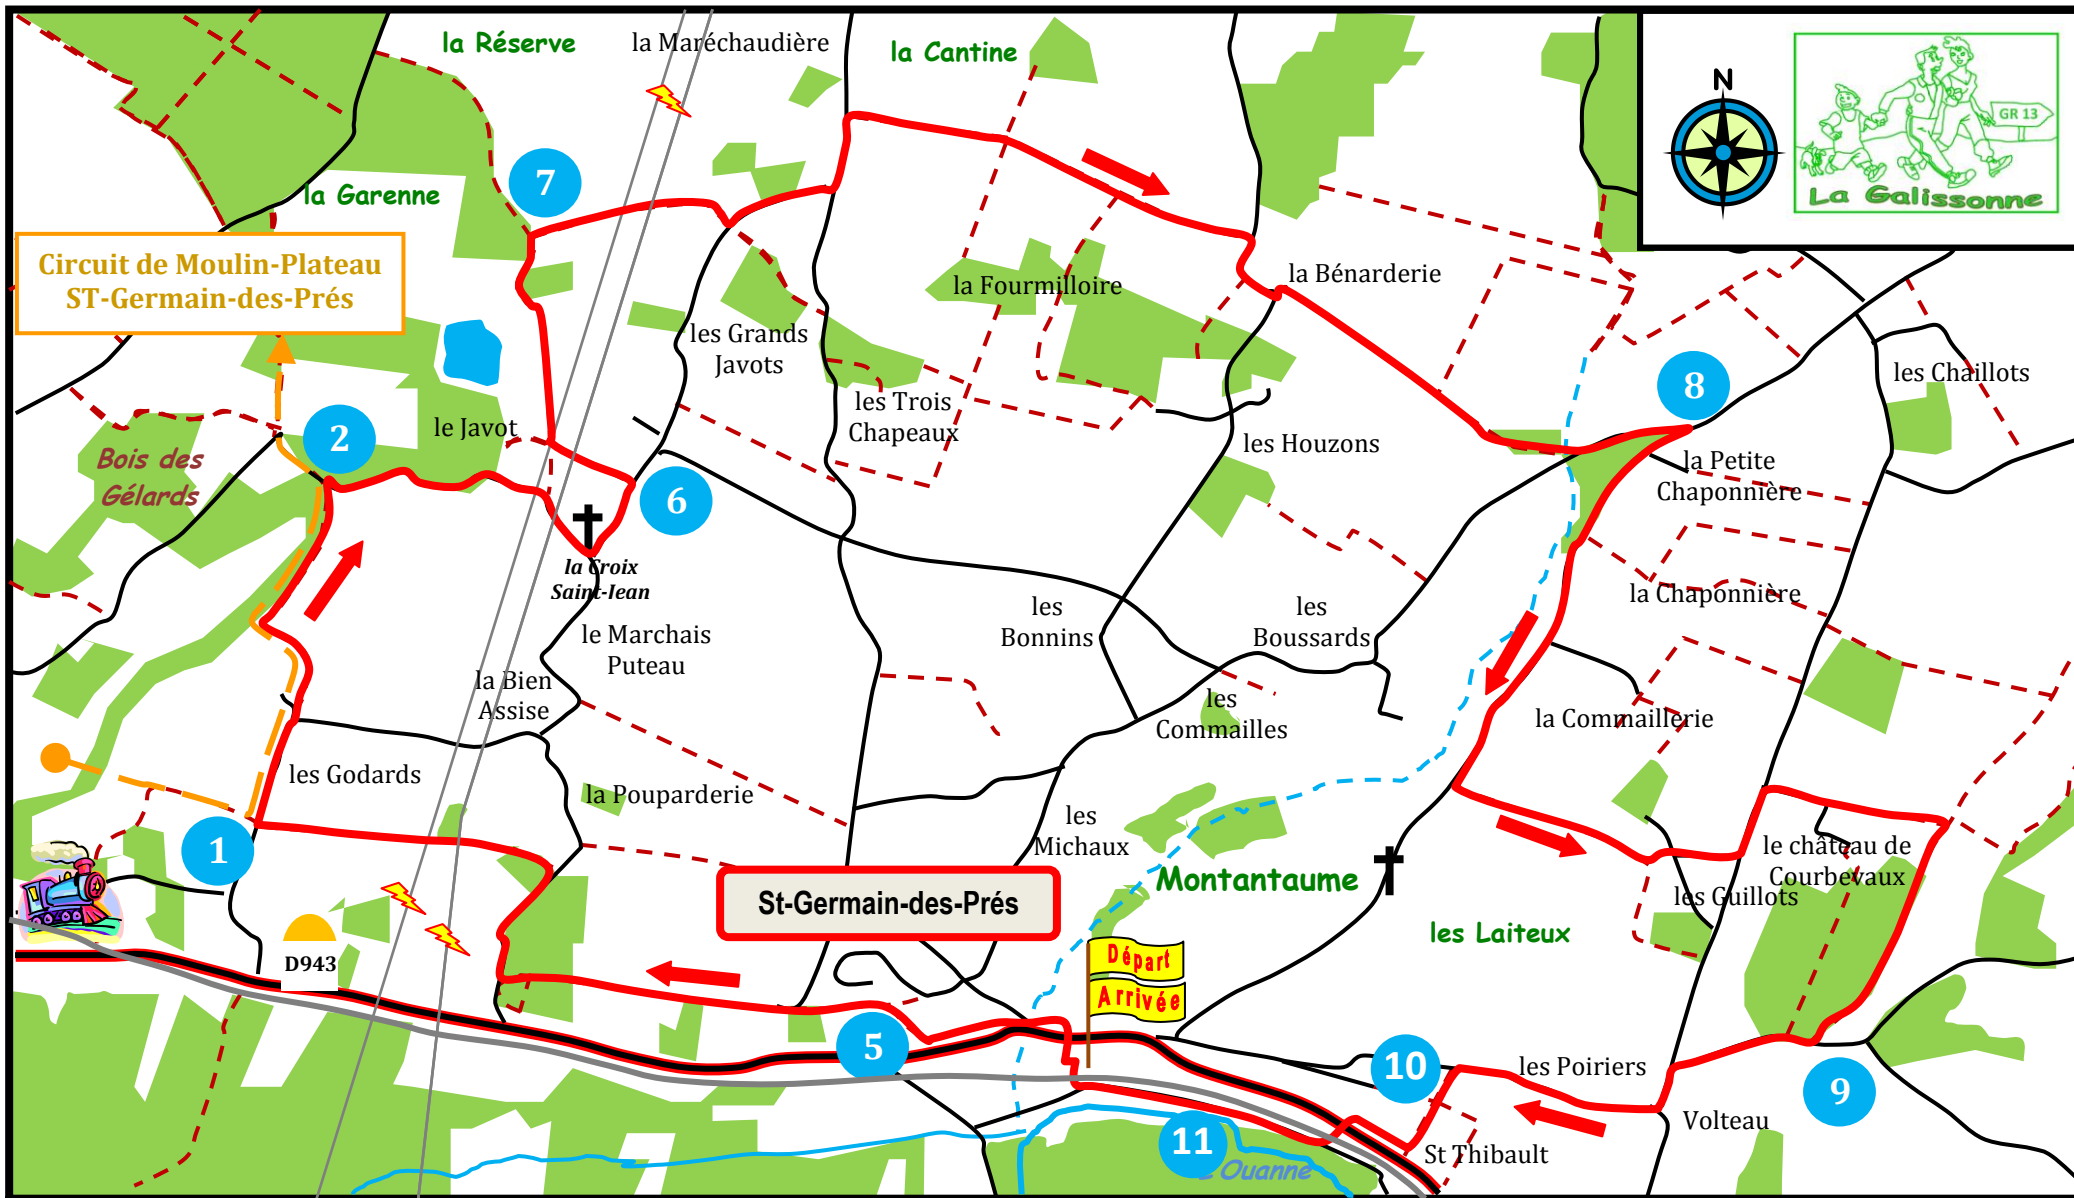 la Réserve
la Maréchaudière
la Cantine
N
GR 13
La Galissonne
7
la Garenne
Circuit de Moulin-Plateau
ST-Germain-des-Prés
la Fourmilloire
la Bénarderie
les Grands
Javots
8
les Chaillots
les Trois
Chapeaux
2
le Javot
les Houzons
Bois des
Gélards
la Petite
Chaponnière
6
la Croix
Saint-Iean
la Chaponnière
le Marchais
Puteau
les
Bonnins
les
Boussards
la Bien
Assise
les
Commailles
la Commaillerie
les Godards
la Pouparderie
les
Michaux
1
le château de
Courbevaux
Montantaume
les Guillots
St-Germain-des-Prés
les Laiteux
D943
Départ
Arrivée
5
10
les Poiriers
9
Volteau
11
St Thibault
Ouanne